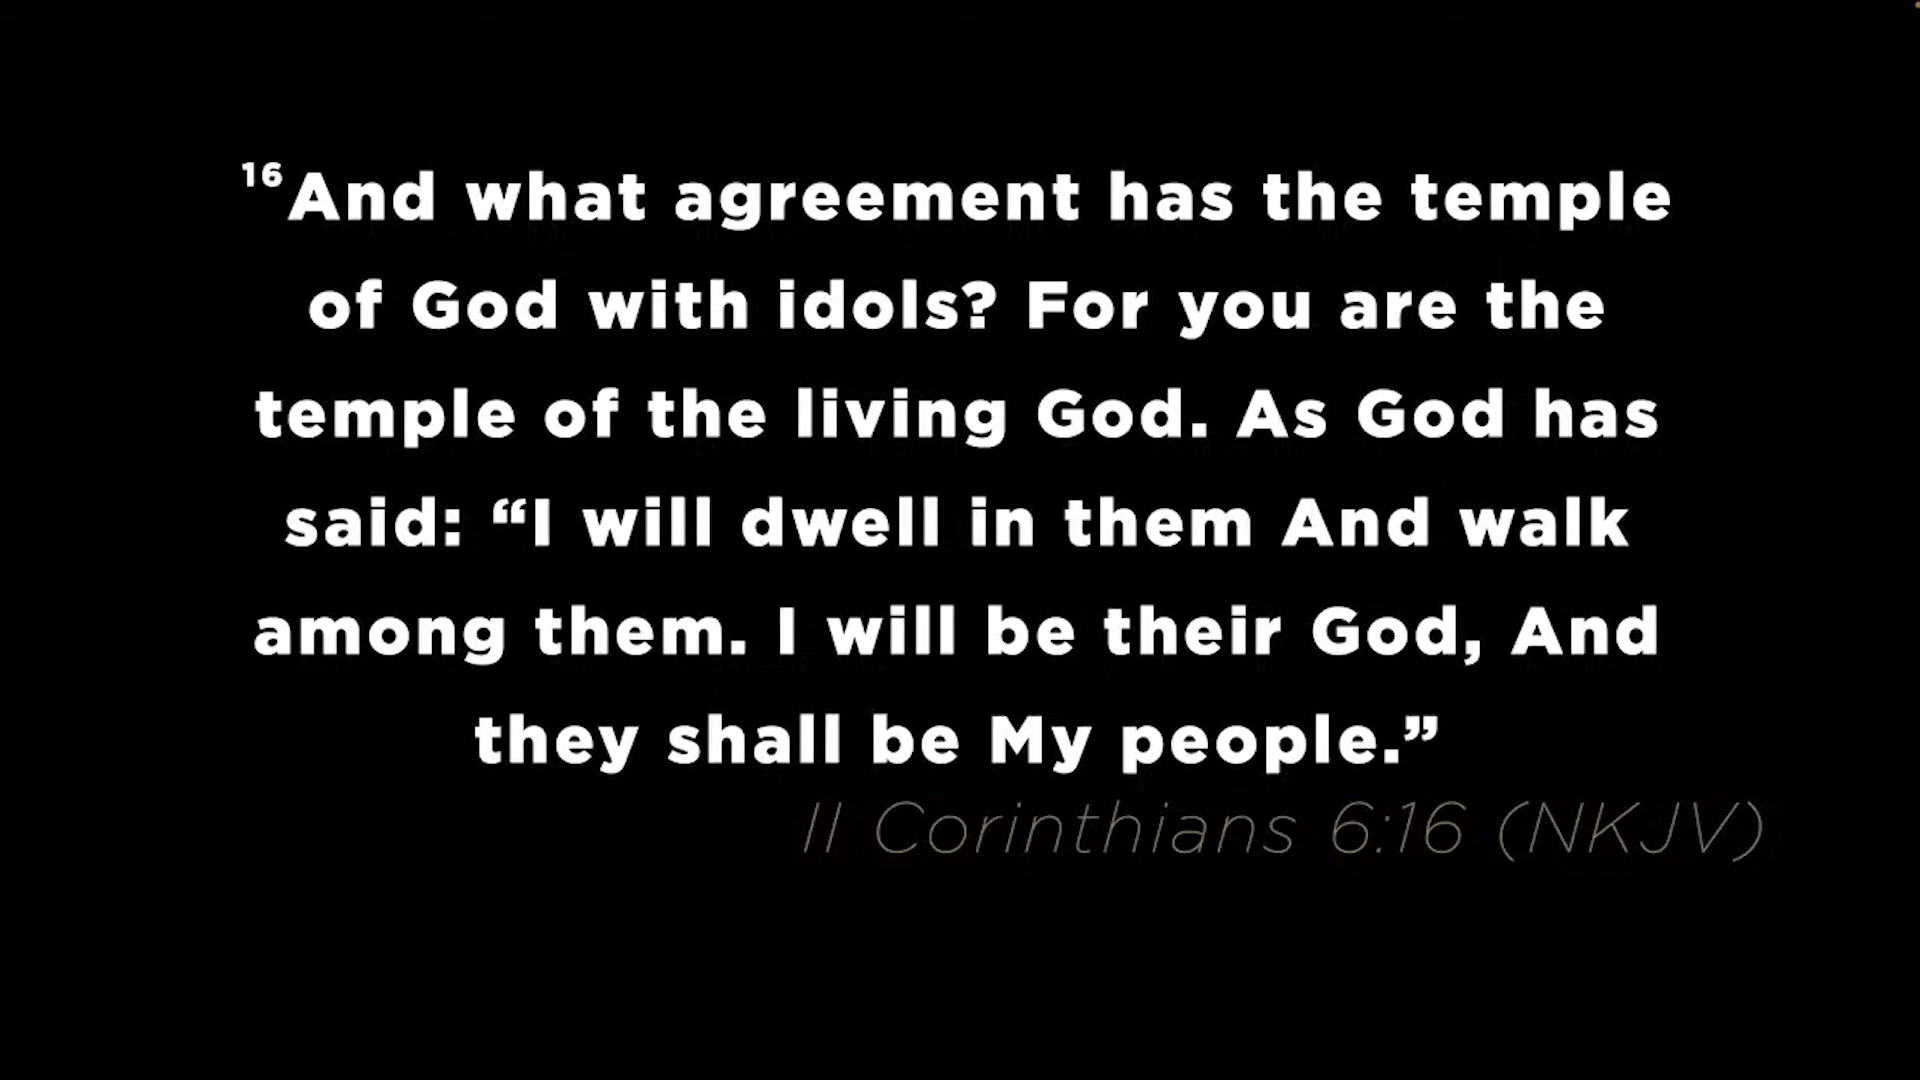 16 And what agreement has the temple
of God with idols? For you are the
temple of the living God. As God has
said: “I will dwell in them And walk
among them. I will be their God, And
they shall be My people.”
II Corinthians 6:16 (NKJV)